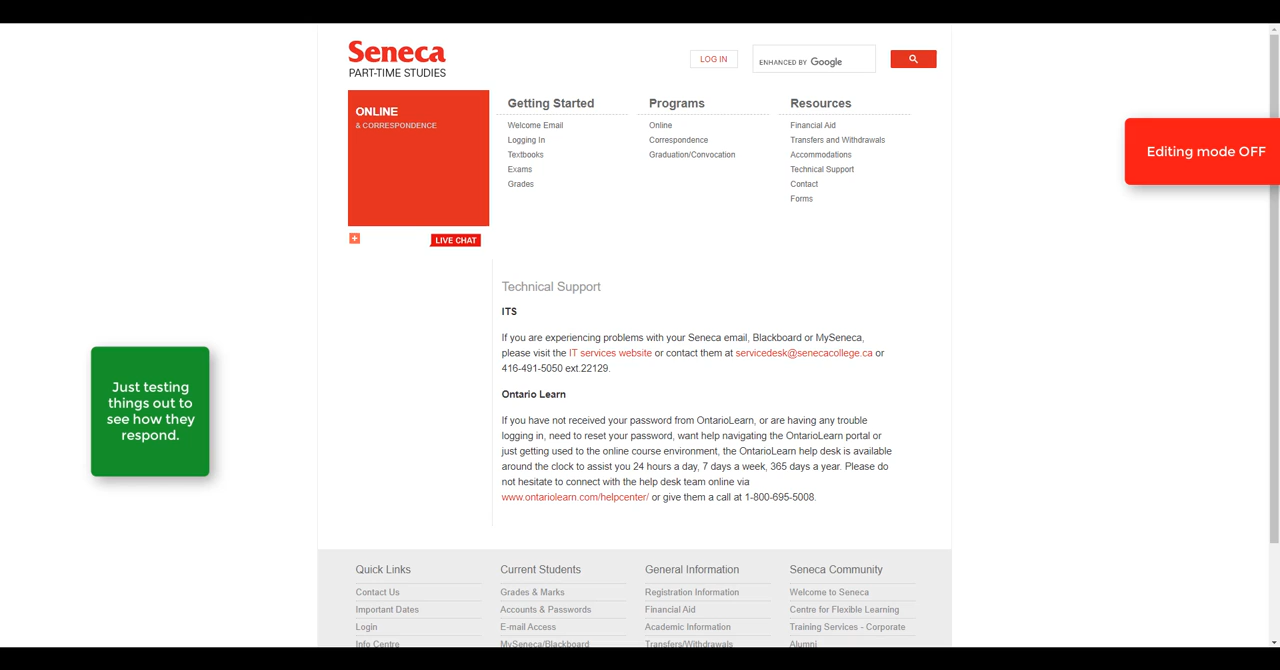 Seneca
PART-TIME STUDIES
LOG IN
ENHANCED BY Google
ONLINE
& CORRESPONDENCE
Getting Started
Welcome Email
Logging In
Textbooks
Exams
Grades
Programs
Online
Correspondence
Graduation/Convocation
Resources
Financial Aid
Transfers and Withdrawals
Accommodations
Technical Support
Contact
Forms
Editing mode OFF
LIVE CHAT
Just testing
things out to
see how they
respond.
Technical Support
ITS
If you are experiencing problems with your Seneca email, Blackboard or MySeneca,
please visit the IT services website or contact them at servicedesk@senecacollege.ca or
416-491-5050 ext.22129.
Ontario Learn
If you have not received your password from OntarioLearn, or are having any trouble
logging in, need to reset your password, want help navigating the OntarioLearn portal or
just getting used to the online course environment, the OntarioLearn help desk is available
around the clock to assist you 24 hours a day, 7 days a week, 365 days a year. Please do
not hesitate to connect with the help desk team online via
www.ontariolearn.com/helpcenter/ or give them a call at 1-800-695-5008.
Quick Links
Contact Us
Important Dates
Login
Info Centre
Current Students
Grades & Marks
Accounts & Passwords
E-mail Access
MySeneca/Blackboard
General Information
Registration Information
Financial Aid
Academic Information
Transfers/Withdrawals
Seneca Community
Welcome to Seneca
Centre for Flexible Learning
Training Services - Corporate
Alumni